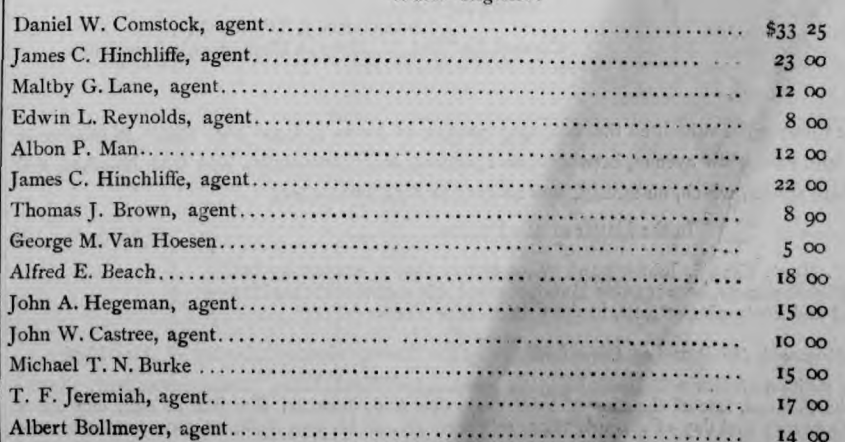 Daniel W. Comstock, agent........ $33 25
James C. Hinchliffe, agent........ 23 00
Maltby G. Lane, agent........ 12 00
Edwin L. Reynolds, agent........ 8 00
Albon P. Man........ 12 00
James C. Hinchliffe, agent........ 22 00
Thomas J. Brown, agent........ 8 90
George M. Van Hoesen........ 5 00
Alfred E. Beach........ 18 00
John A. Hegeman, agent........ 15 00
John W. Castree, agent........ 10 00
Michael T. N. Burke........ 15 00
T. F. Jeremiah, agent........ 17 00
Albert Bollmeyer, agent........ 14 00